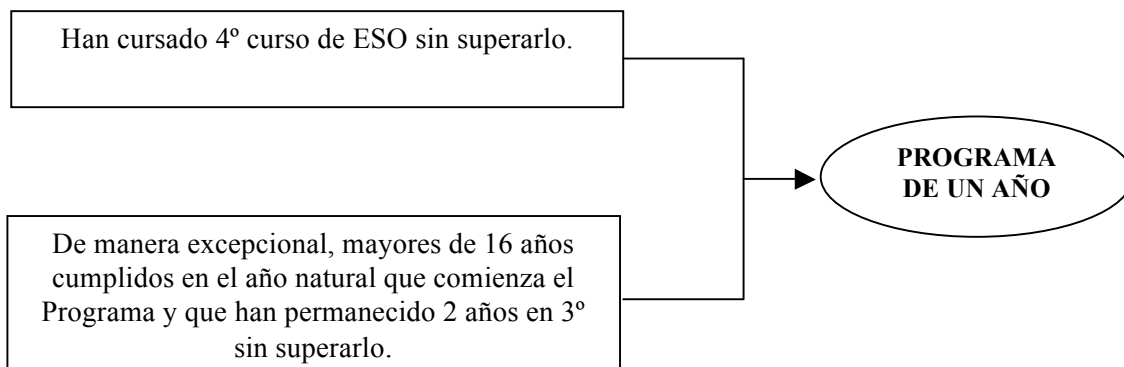 Han cursado 4º curso de ESO sin superarlo.
PROGRAMA
DE UN AÑO
De manera excepcional, mayores de 16 años
cumplidos en el año natural que comienza el
Programa y que han permanecido 2 años en 3º
sin superarlo.